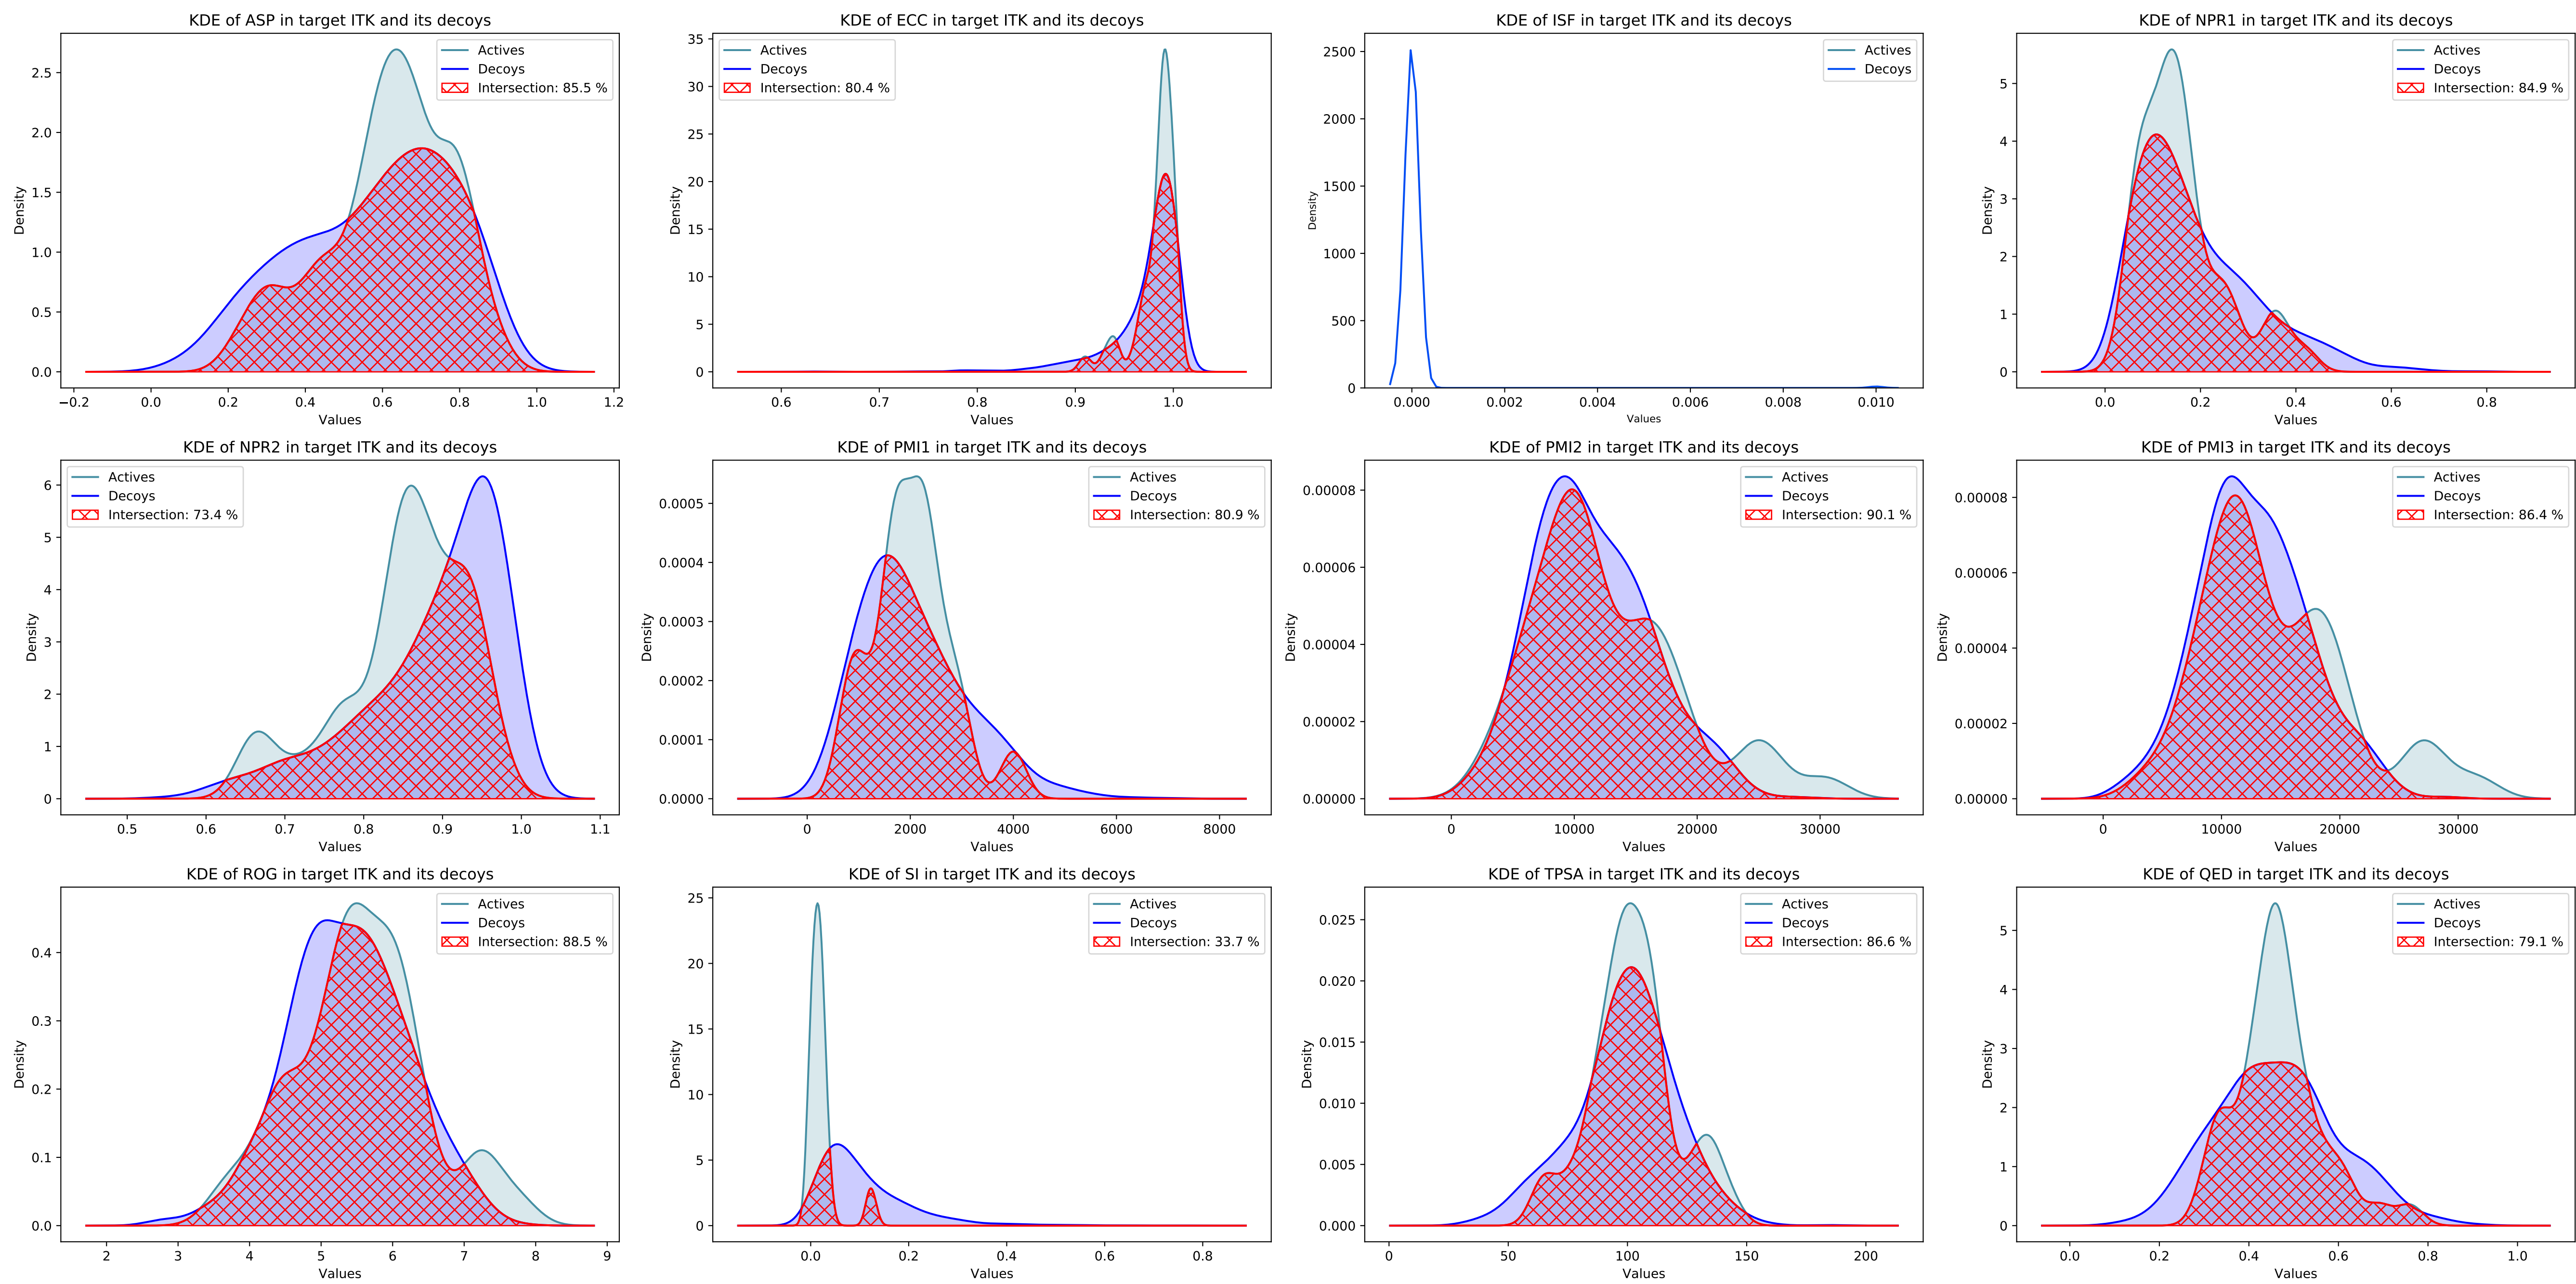 KDE of ASP in target ITK and its decoys
Density
2.5
2.0
1.5
1.0
0.5
0.0
−0.2 0.0 0.2 0.4 0.6 0.8 1.0 1.2
Values
Actives
Decoys
Intersection: 85.5 %
KDE of ECC in target ITK and its decoys
Density
35
30
25
20
15
10
5
0
0.6 0.7 0.8 0.9 1.0
Values
Actives
Decoys
Intersection: 80.4 %
KDE of ISF in target ITK and its decoys
Density
2500
2000
1500
1000
500
0
0.000 0.002 0.004 0.006 0.008 0.010
Values
Actives
Decoys
KDE of NPR1 in target ITK and its decoys
Density
5
4
3
2
1
0
0.0 0.2 0.4 0.6 0.8
Values
Actives
Decoys
Intersection: 84.9 %
KDE of NPR2 in target ITK and its decoys
Density
6
5
4
3
2
1
0
0.5 0.6 0.7 0.8 0.9 1.0 1.1
Values
Actives
Decoys
Intersection: 73.4 %
KDE of PMI1 in target ITK and its decoys
Density
0.0005
0.0004
0.0003
0.0002
0.0001
0.0000
0 2000 4000 6000 8000
Values
Actives
Decoys
Intersection: 80.9 %
KDE of PMI2 in target ITK and its decoys
Density
0.00008
0.00006
0.00004
0.00002
0.00000
0 10000 20000 30000
Values
Actives
Decoys
Intersection: 90.1 %
KDE of PMI3 in target ITK and its decoys
Density
0.00008
0.00006
0.00004
0.00002
0.00000
0 10000 20000 30000
Values
Actives
Decoys
Intersection: 86.4 %
KDE of ROG in target ITK and its decoys
Density
0.4
0.3
0.2
0.1
0.0
2 3 4 5 6 7 8 9
Values
Actives
Decoys
Intersection: 88.5 %
KDE of SI in target ITK and its decoys
Density
25
20
15
10
5
0
0.0 0.2 0.4 0.6 0.8
Values
Actives
Decoys
Intersection: 33.7 %
KDE of TPSA in target ITK and its decoys
Density
0.025
0.020
0.015
0.010
0.005
0.000
0 50 100 150 200
Values
Actives
Decoys
Intersection: 86.6 %
KDE of QED in target ITK and its decoys
Density
5
4
3
2
1
0
0.0 0.2 0.4 0.6 0.8 1.0
Values
Actives
Decoys
Intersection: 79.1 %